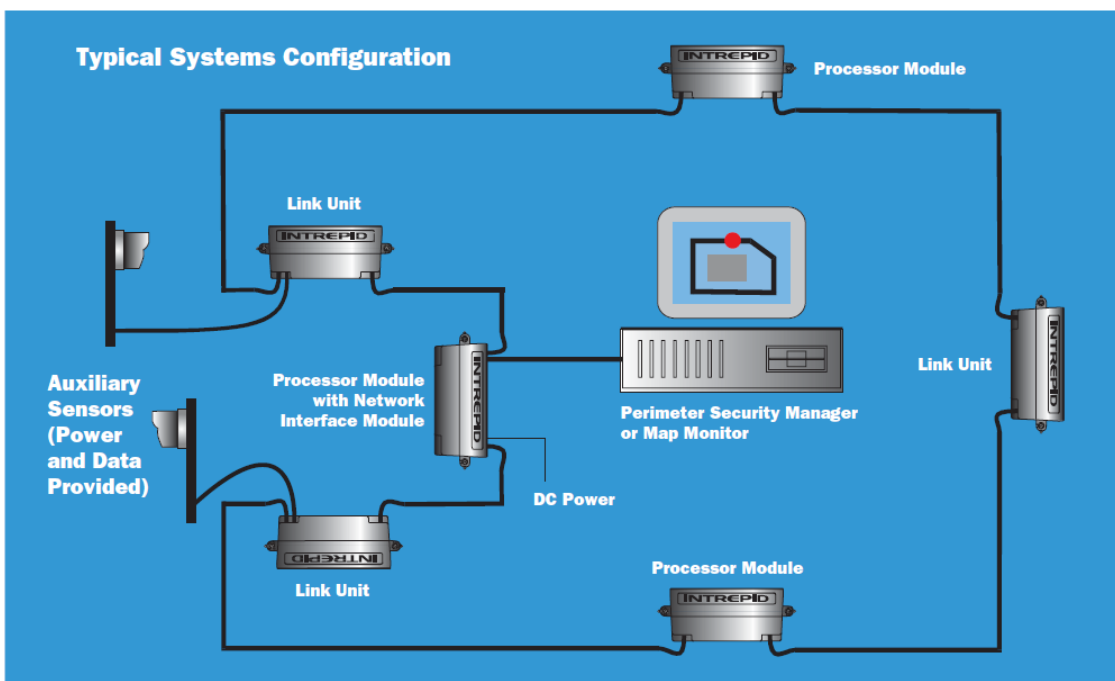 Typical Systems Configuration
INTREPID
Processor Module
Link Unit
INTREPID
Auxiliary
Sensors
(Power
and Data
Provided)
Processor Module
with Network
Interface Module
INTREPID
Perimeter Security Manager
or Map Monitor
INTREPID
Link Unit
DC Power
INTREPID
Link Unit
Processor Module
INTREPID